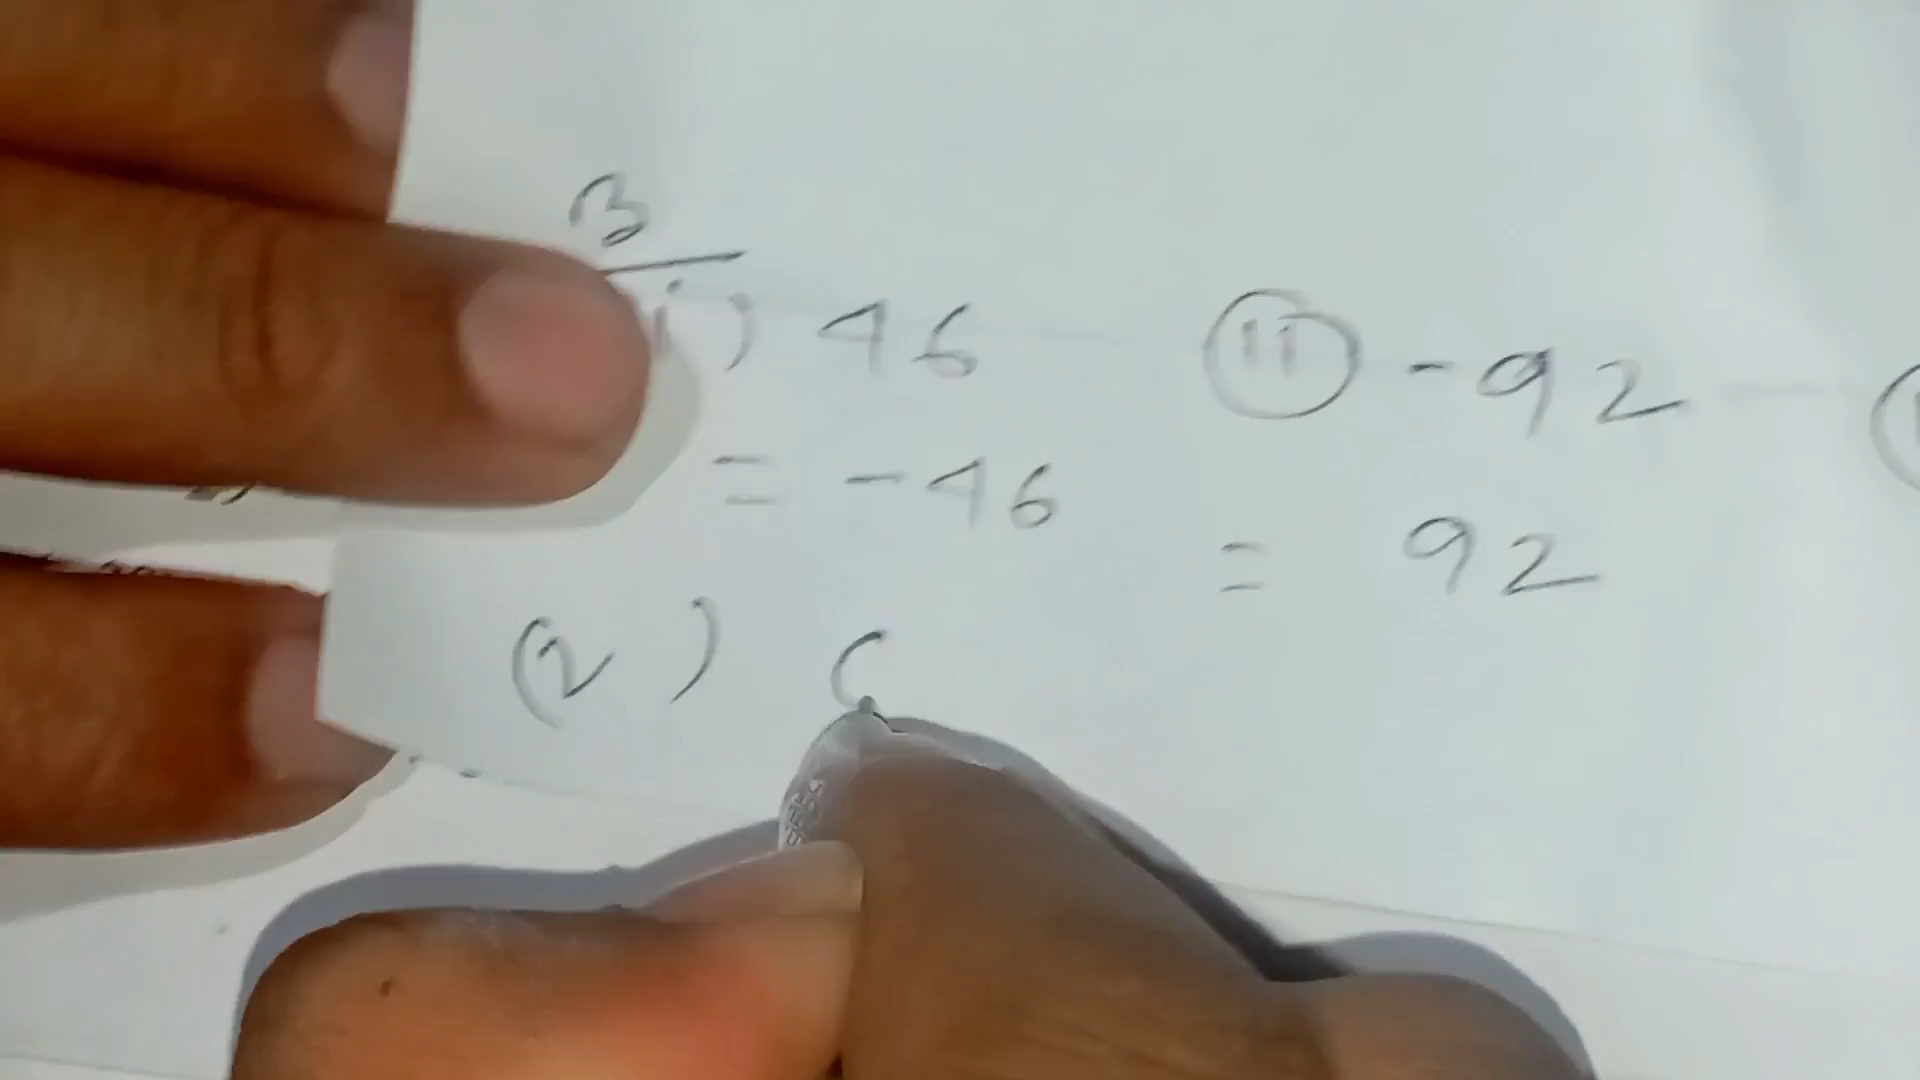 3
i) 46 (ii) -92
= -46 = 92
(2) (